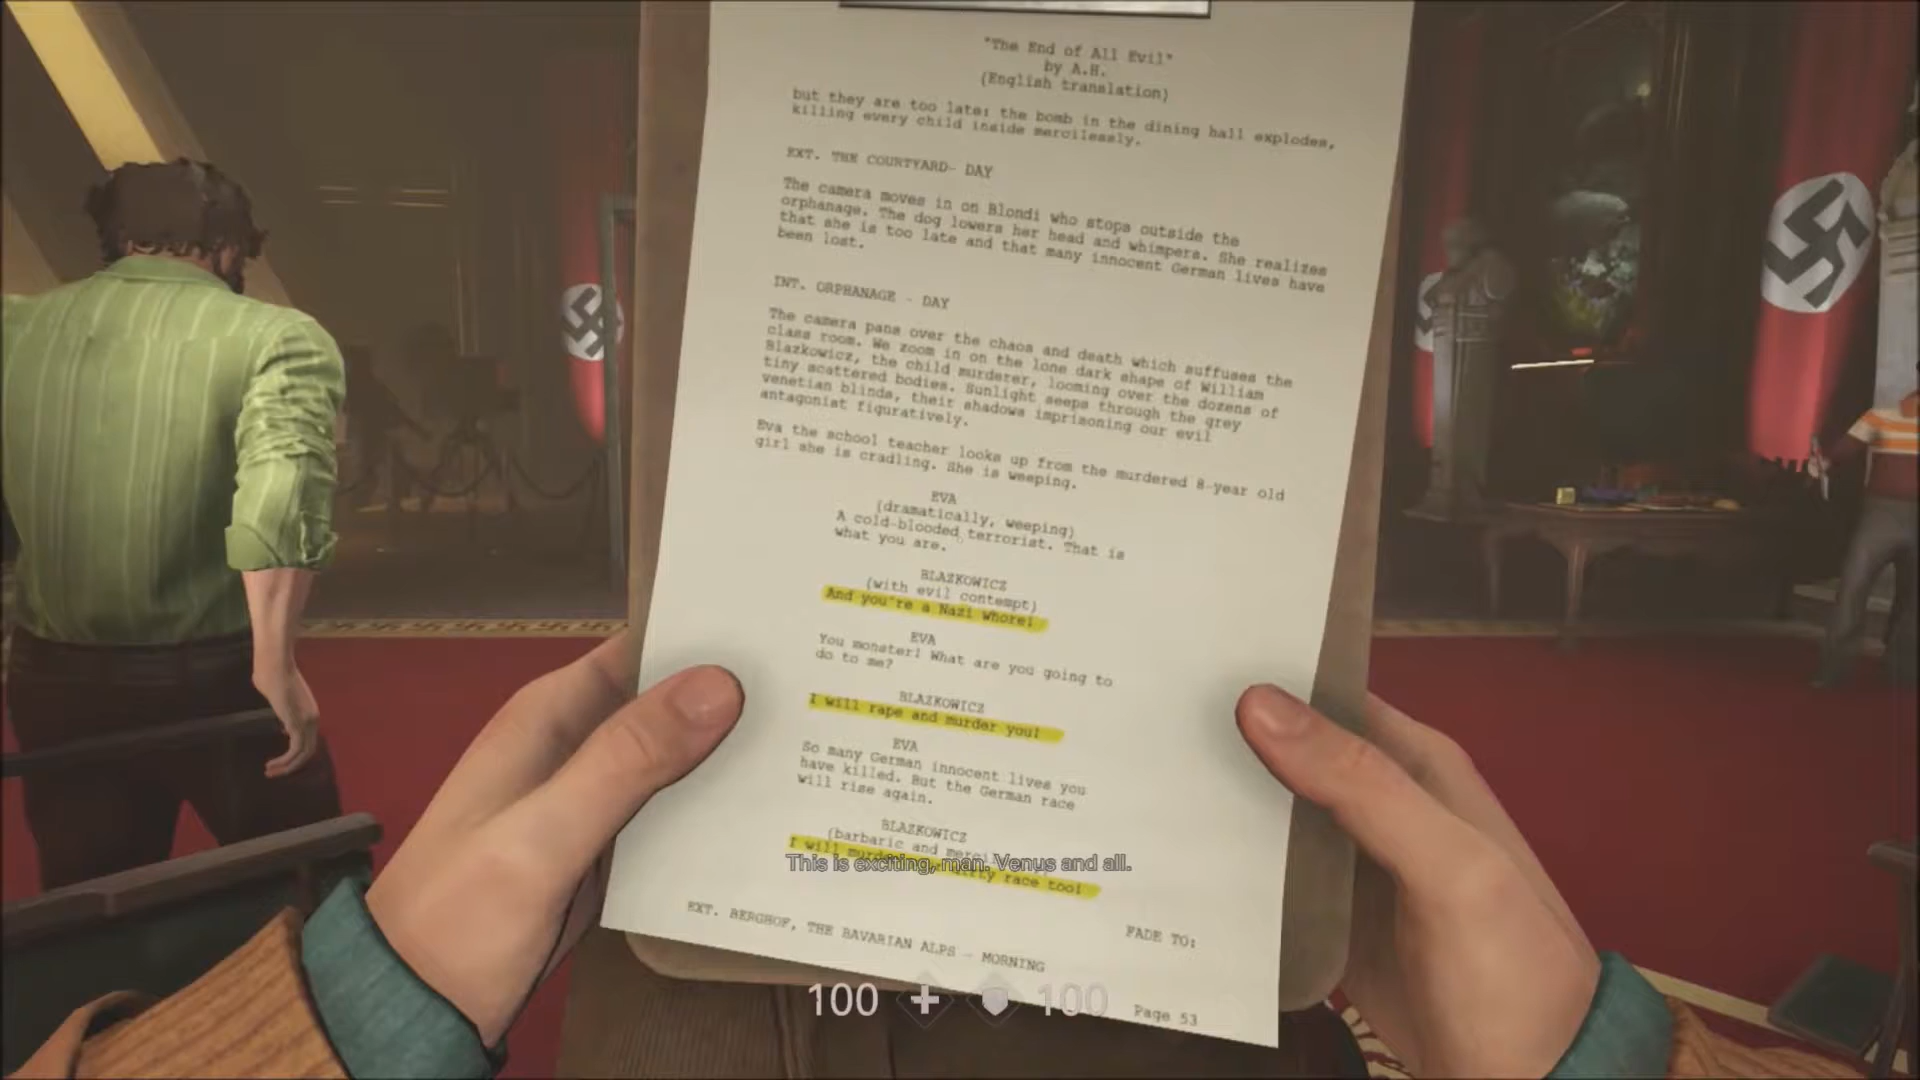 "The End of All Evil"
by A.H.
(English translation)
but they are too late: the bomb in the dining hall explodes,
killing every child inside mercilessly.
EXT. THE COURTYARD- DAY
The camera moves in on Blondi who stops outside the
orphanage. The dog lowers her head and whimpers. She realizes
that she is too late and that many innocent German lives have
been lost.
INT. ORPHANAGE - DAY
The camera pans over the chaos and death which suffuses the
class room. We zoom in on the lone dark shape of William
Blazkowicz, the child murderer, looming over the dozens of
tiny scattered bodies. Sunlight seeps through the grey
venetian blinds, their shadows imprisoning our evil
antagonist figuratively.
Eva the school teacher looks up from the murdered 8-year old
girl she is cradling. She is weeping.
EVA
(dramatically, weeping)
A cold-blooded terrorist. That is
what you are.
BLAZKOWICZ
(with evil contempt)
And you're a Nazi whore!
EVA
You monster! What are you going to
do to me?
BLAZKOWICZ
I will rape and murder you!
EVA
So many German innocent lives you
have killed. But the German race
will rise again.
BLAZKOWICZ
(barbaric and
I will dirty race too!
This is exciting, man. Venus and all.
FADE TO:
EXT. BERGHOF, THE BAVARIAN ALPS - MORNING
100 100
Page 53